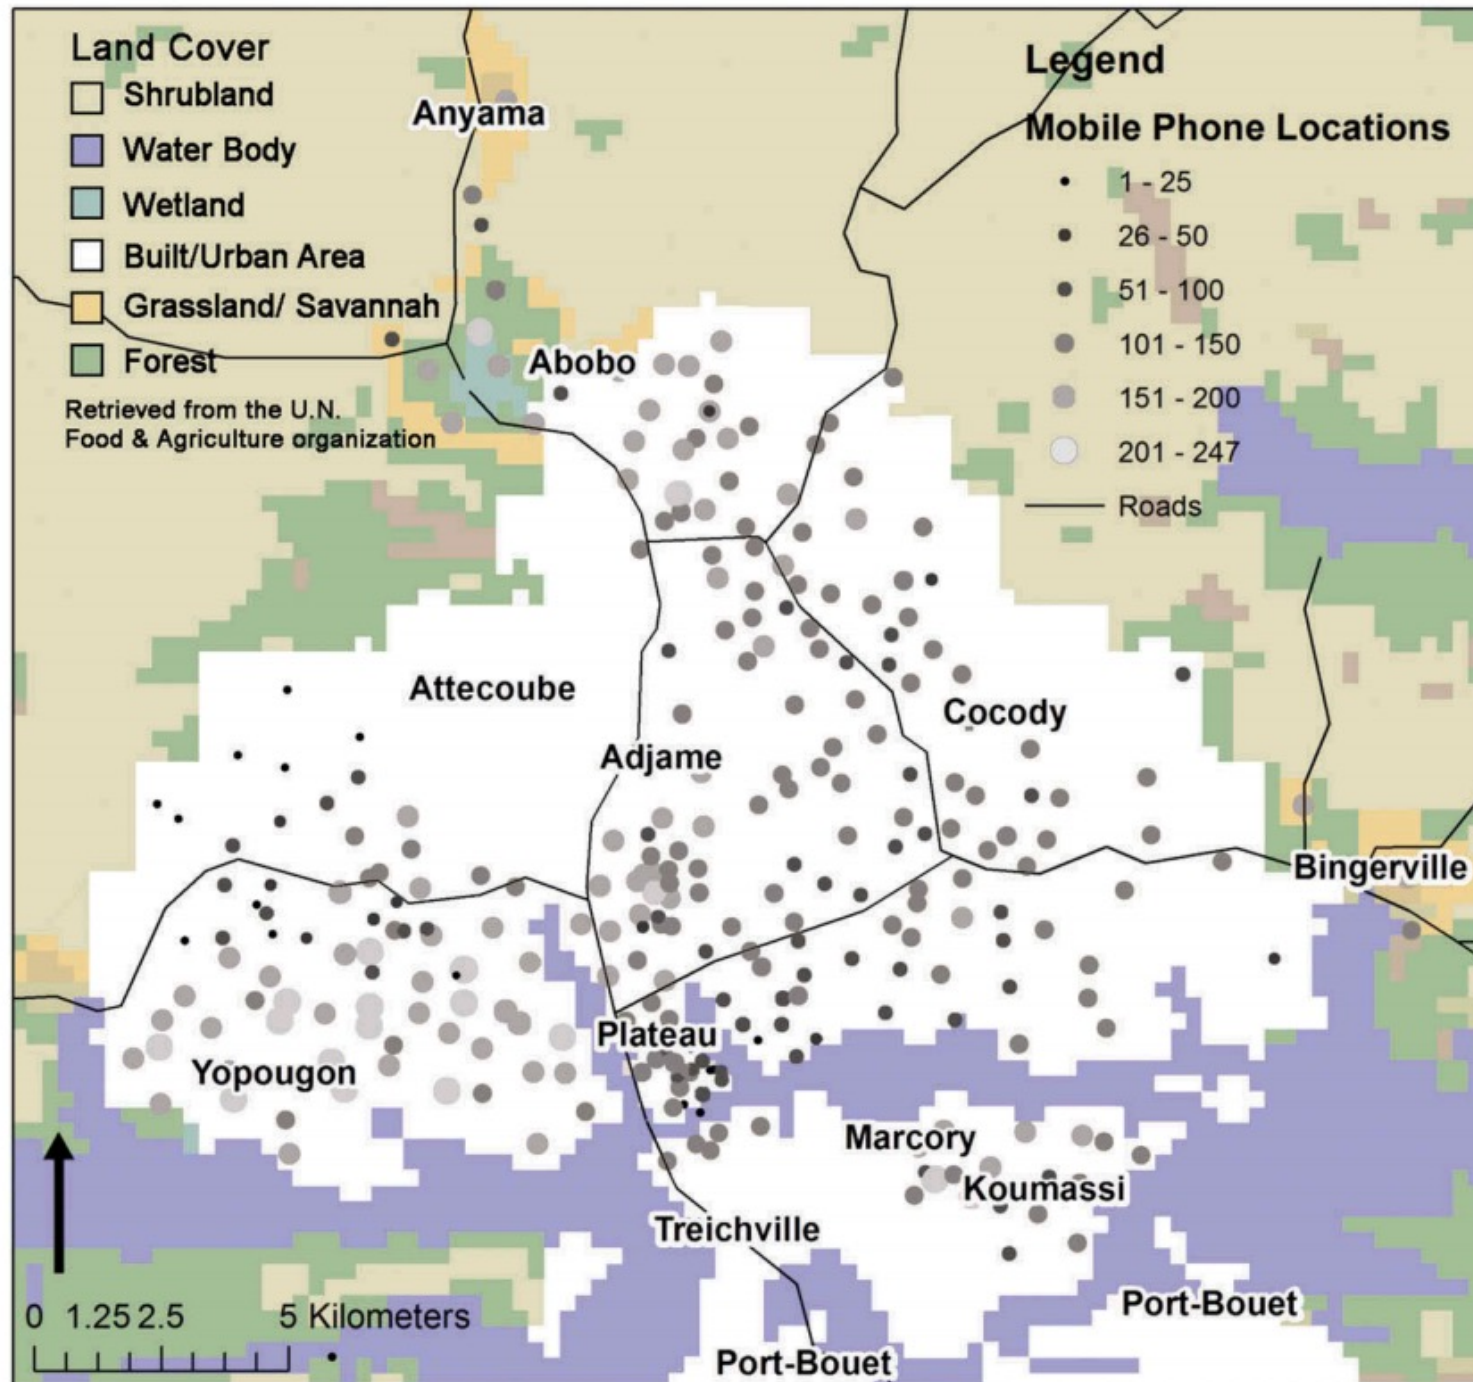 Land Cover
Shrubland
Water Body
Wetland
Built/Urban Area
Grassland/ Savannah
Forest
Retrieved from the U.N.
Food & Agriculture organization
Legend
Mobile Phone Locations
1 - 25
26 - 50
51 - 100
101 - 150
151 - 200
201 - 247
Roads
Anyama
Abobo
Attecoube
Cocody
Adjame
Bingerville
Plateau
Yopougon
Marcory
Koumassi
Treichville
Port-Bouet
Port-Bouet
0 1.25 2.5 5 Kilometers